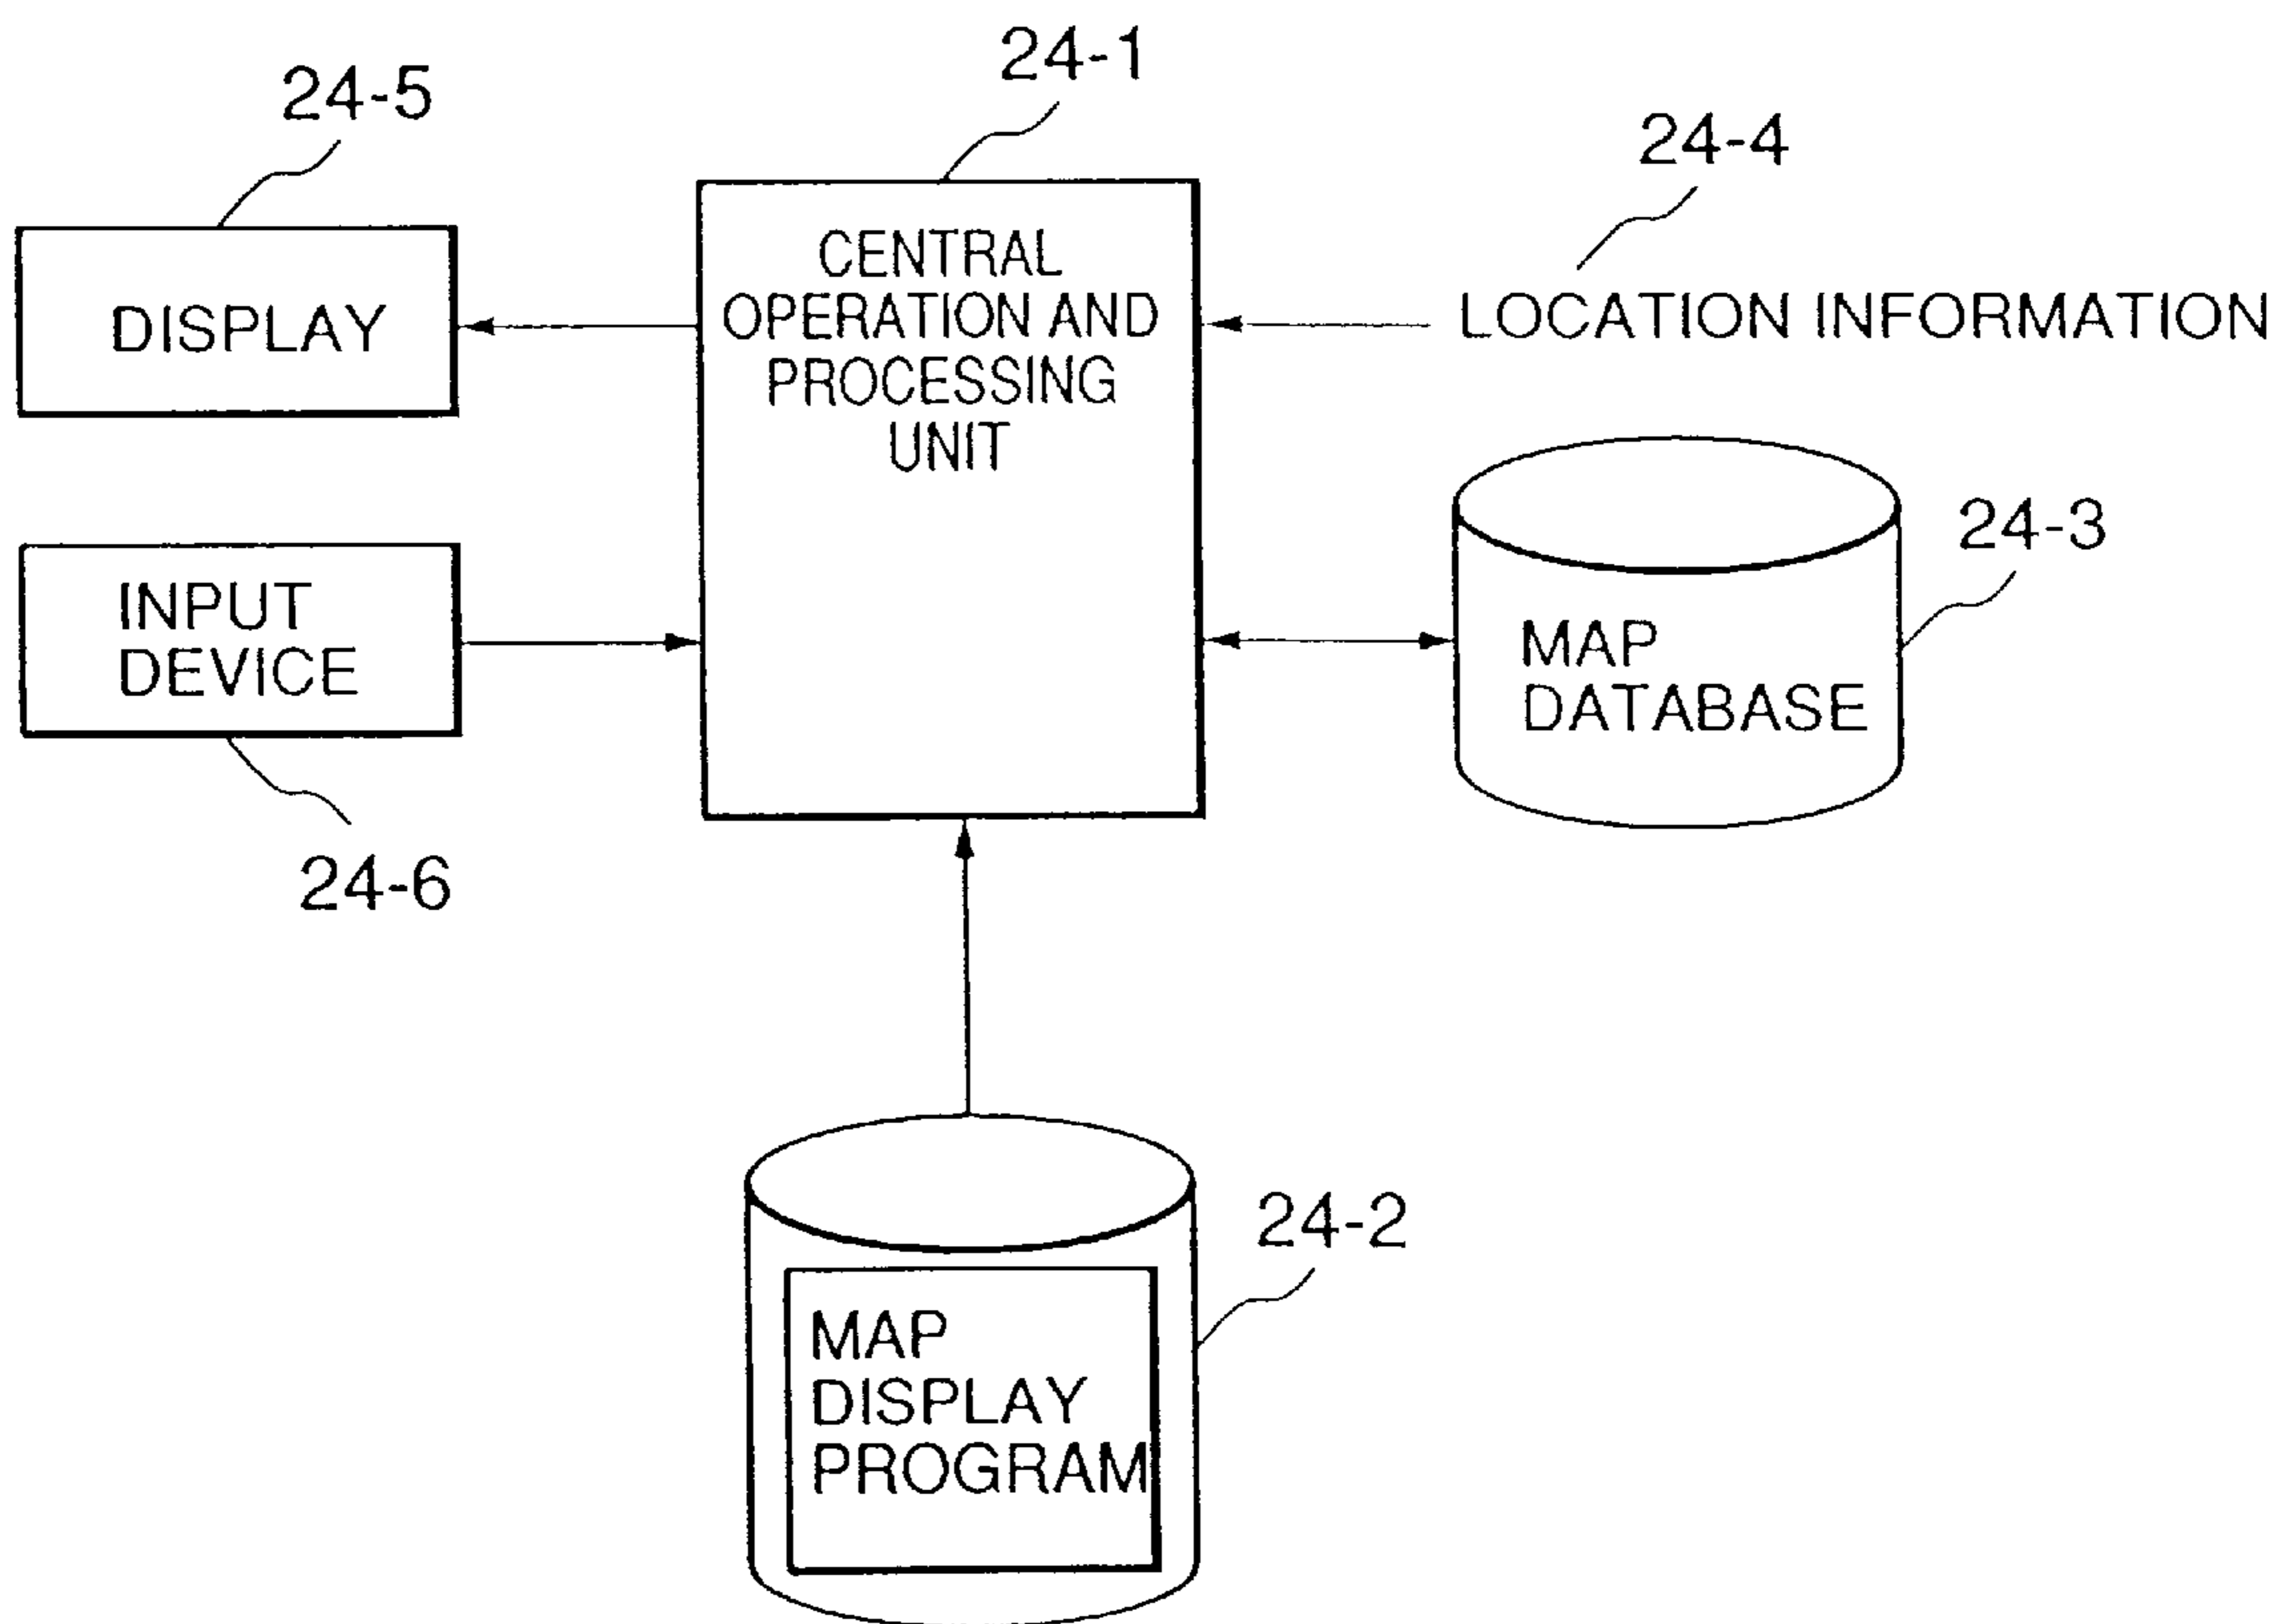 24-1
24-5
24-4
CENTRAL
OPERATION AND
PROCESSING
UNIT
DISPLAY
LOCATION INFORMATION
24-3
INPUT
DEVICE
MAP
DATABASE
24-6
24-2
MAP
DISPLAY
PROGRAM